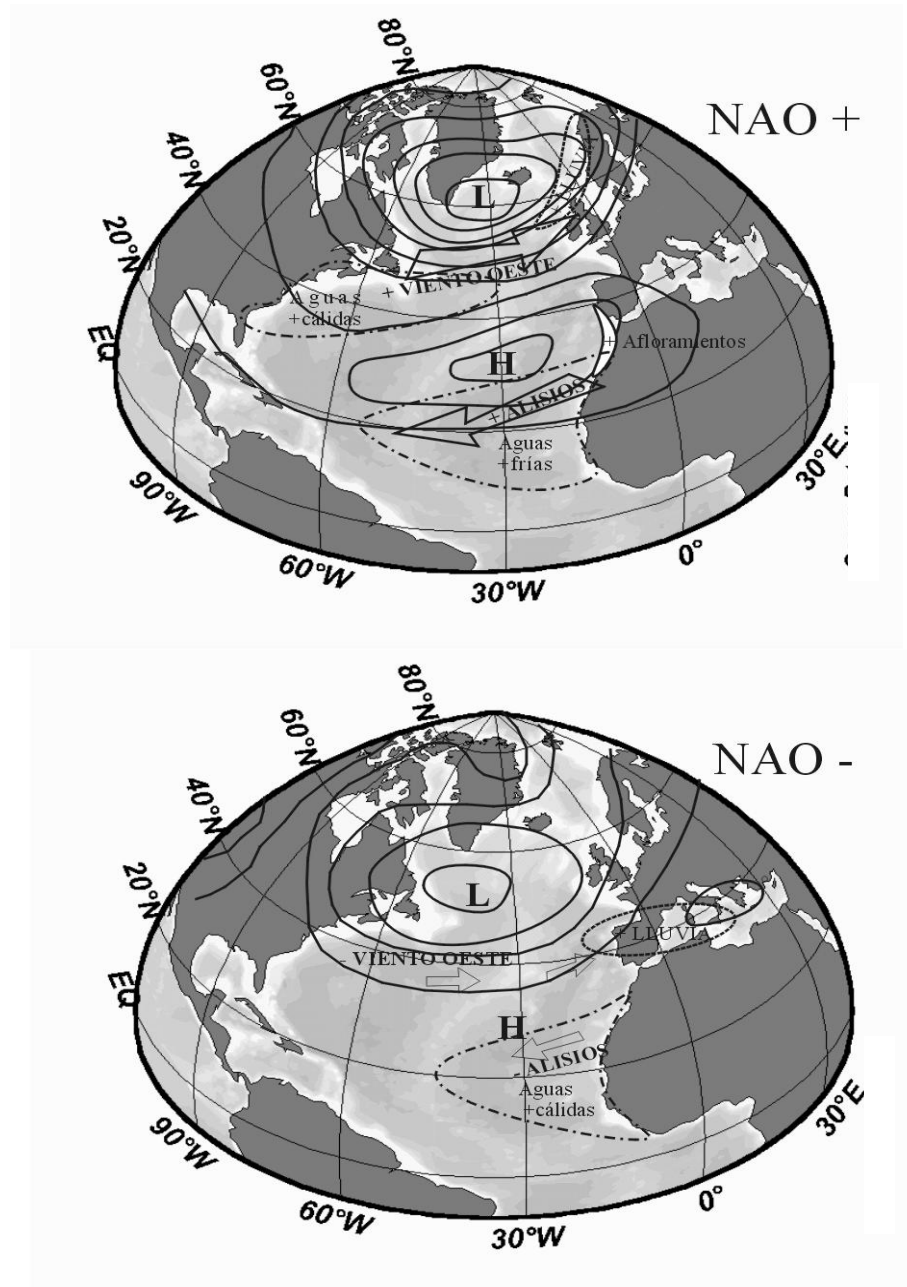 80°N
60°N
NAO +
40°N
L
20°N
+ VIENTO OESTE
Aguas
+cálidas
EQ
H
+ Afloramientos
+ ALISIOS
Aguas
+frías
90°W
30°E
60°W
0°
30°W
80°N
60°N
NAO -
40°N
L
20°N
+ LLUVIA
- VIENTO OESTE
EQ
H
- ALISIOS
Aguas
+cálidas
90°W
30°E
60°W
0°
30°W